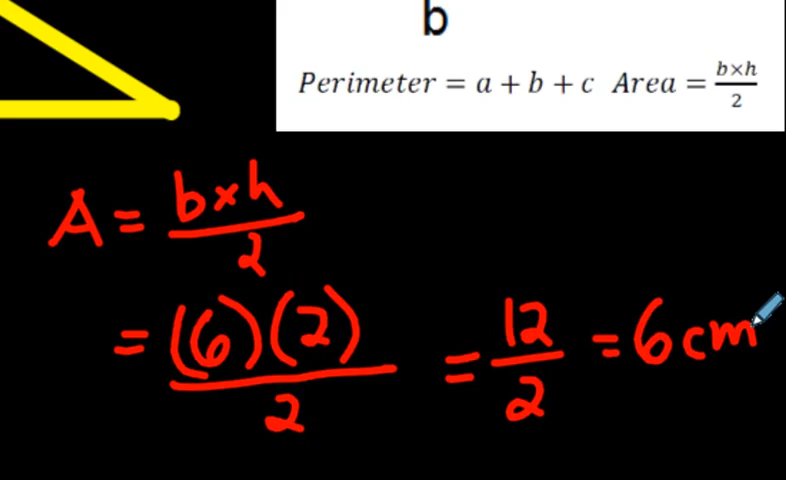 b
Perimeter = a + b + c Area = b×h/2
A = b×h/2
= (6)(2)/2 = 12/2 = 6cm